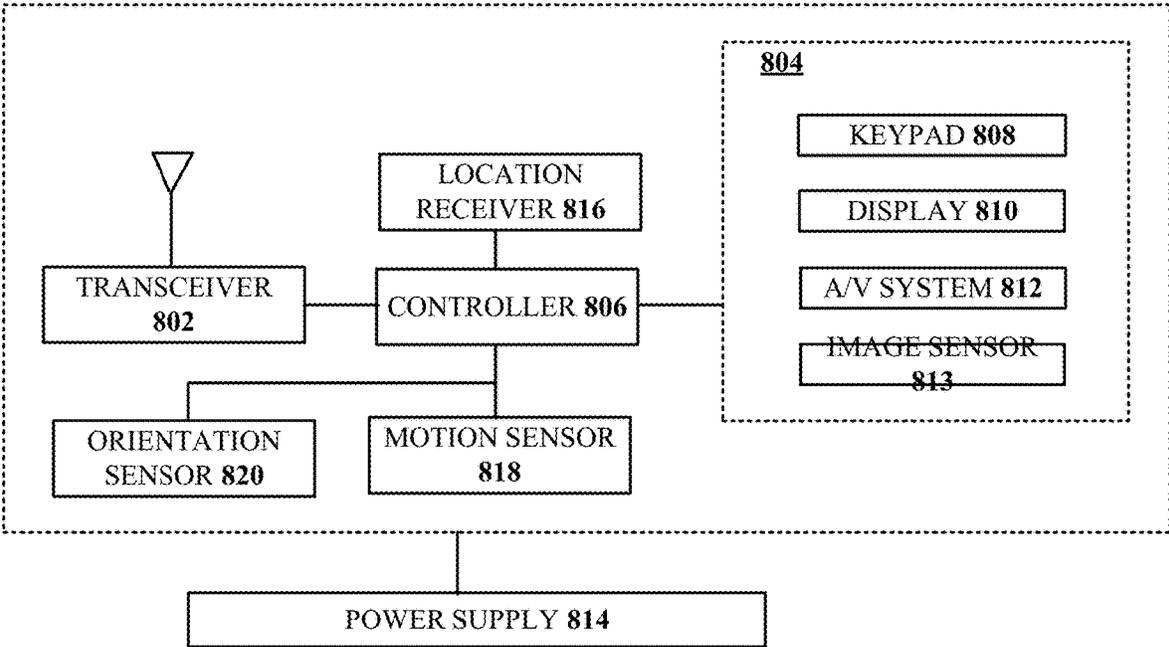 804
KEYPAD 808
LOCATION
RECEIVER 816
DISPLAY 810
TRANSCEIVER
802
CONTROLLER 806
A/V SYSTEM 812
IMAGE SENSOR
813
ORIENTATION
SENSOR 820
MOTION SENSOR
818
POWER SUPPLY 814